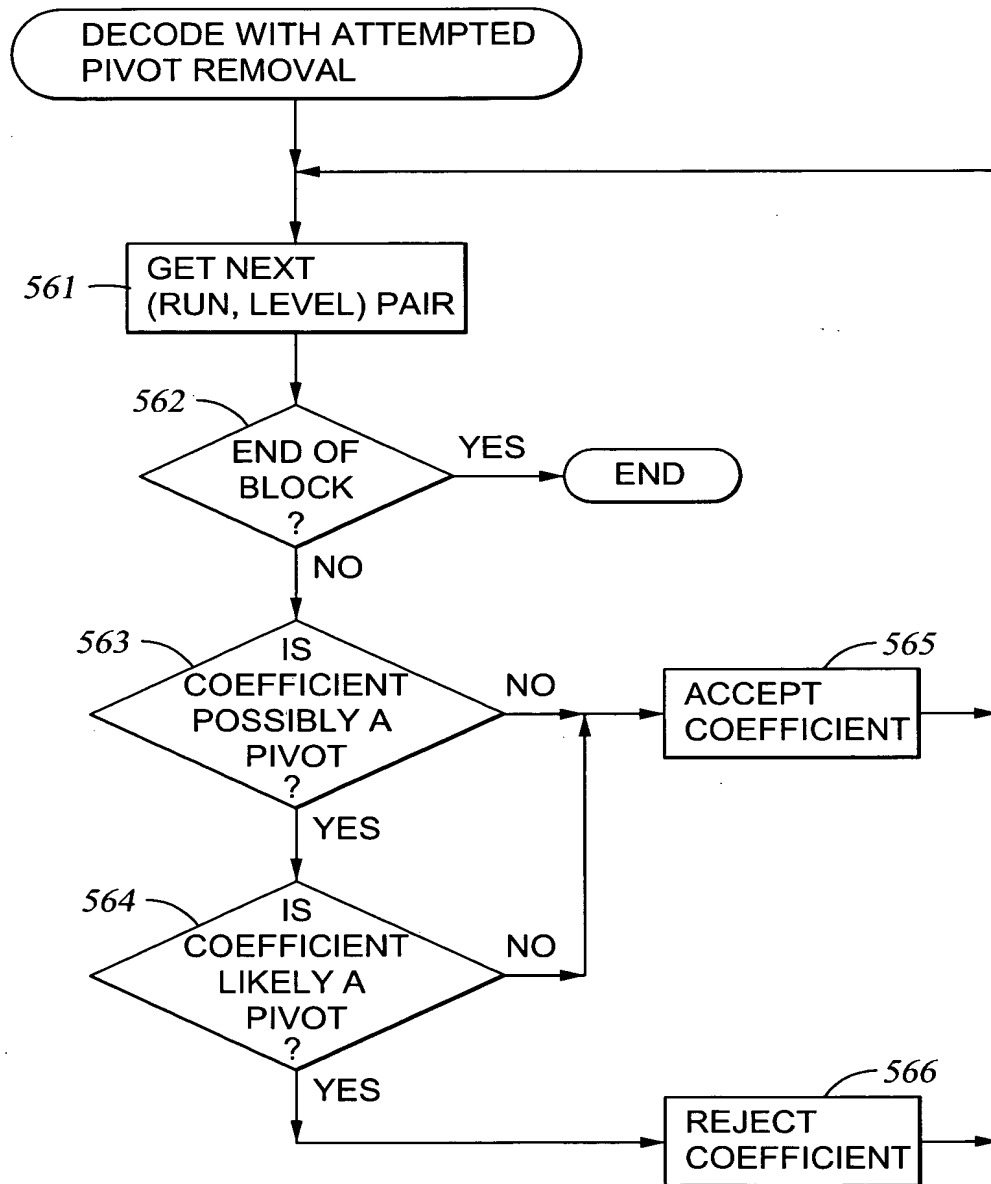 DECODE WITH ATTEMPTED
PIVOT REMOVAL
561
GET NEXT
(RUN, LEVEL) PAIR
562
END OF
BLOCK
?
YES
END
NO
563
IS
COEFFICIENT
POSSIBLY A
PIVOT
?
NO
565
ACCEPT
COEFFICIENT
YES
564
IS
COEFFICIENT
LIKELY A
PIVOT
?
NO
YES
566
REJECT
COEFFICIENT